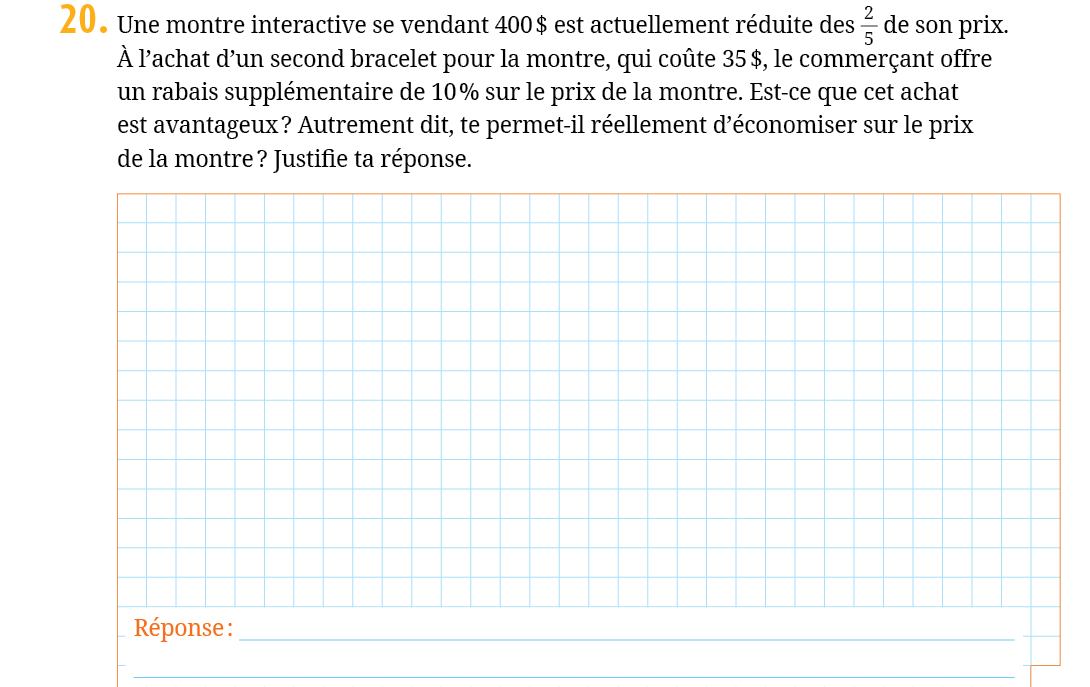 20. Une montre interactive se vendant 400 $ est actuellement réduite des 2/5 de son prix.
À l’achat d’un second bracelet pour la montre, qui coûte 35 $, le commerçant offre
un rabais supplémentaire de 10 % sur le prix de la montre. Est-ce que cet achat
est avantageux ? Autrement dit, te permet-il réellement d’économiser sur le prix
de la montre ? Justifie ta réponse.
Réponse :